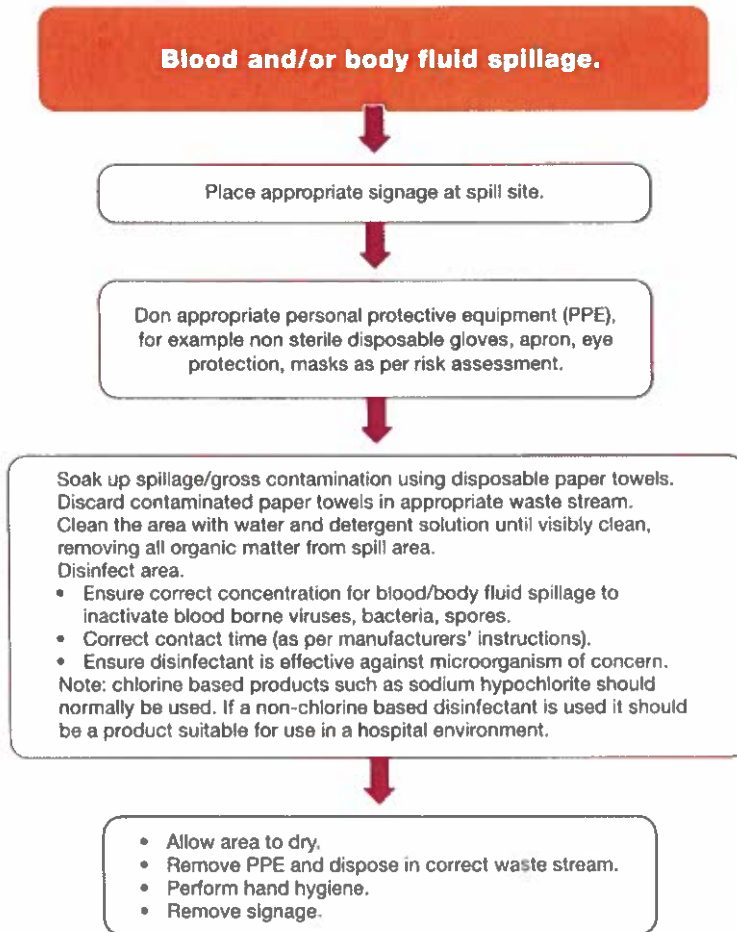 Blood and/or body fluid spillage.
Place appropriate signage at spill site.
Don appropriate personal protective equipment (PPE),
for example non sterile disposable gloves, apron, eye
protection, masks as per risk assessment.
Soak up spillage/gross contamination using disposable paper towels.
Discard contaminated paper towels in appropriate waste stream.
Clean the area with water and detergent solution until visibly clean,
removing all organic matter from spill area.
Disinfect area.
• Ensure correct concentration for blood/body fluid spillage to
inactivate blood borne viruses, bacteria, spores.
• Correct contact time (as per manufacturers' instructions).
• Ensure disinfectant is effective against microorganism of concern.
Note: chlorine based products such as sodium hypochlorite should
normally be used. If a non-chlorine based disinfectant is used it should
be a product suitable for use in a hospital environment.
• Allow area to dry.
• Remove PPE and dispose in correct waste stream.
• Perform hand hygiene.
• Remove signage.